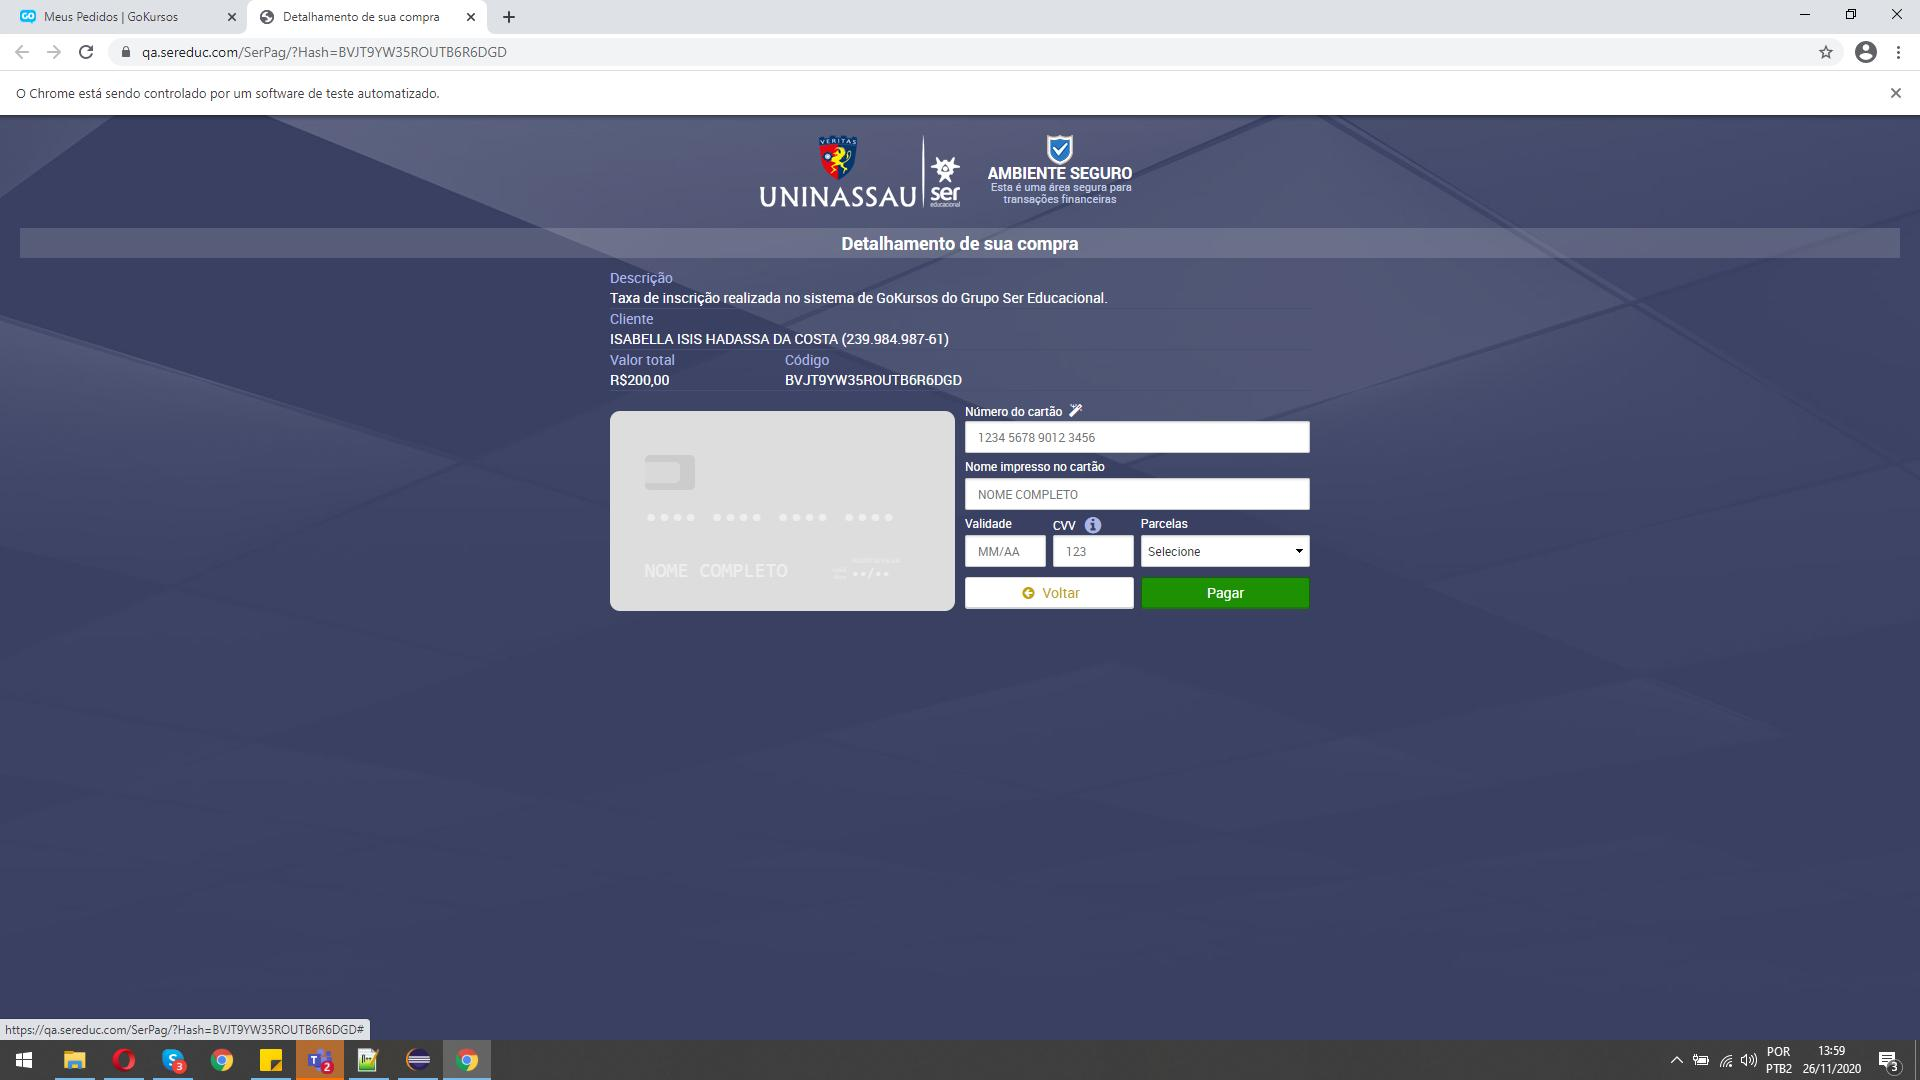 Meus Pedidos | GoKursos
Detalhamento de sua compra
qa.sereduc.com/SerPag/?Hash=BVJT9YW35ROUTB6R6DGD
O Chrome está sendo controlado por um software de teste automatizado.
VERITAS
UNINASSAU
ser
educacional
AMBIENTE SEGURO
Esta é uma área segura para
transações financeiras
Detalhamento de sua compra
Descrição
Taxa de inscrição realizada no sistema de GoKursos do Grupo Ser Educacional.
Cliente
ISABELLA ISIS HADASSA DA COSTA (239.984.987-61)
Valor total Código
R$200,00 BVJT9YW35ROUTB6R6DGD
Número do cartão
1234 5678 9012 3456
Nome impresso no cartão
NOME COMPLETO
Validade CVV Parcelas
MM/AA 123 Selecione
Voltar Pagar
•••• •••• •••• ••••
NOME COMPLETO ••/••
https://qa.sereduc.com/SerPag/?Hash=BVJT9YW35ROUTB6R6DGD#
POR 13:59
PTB2 26/11/2020
3
2
3